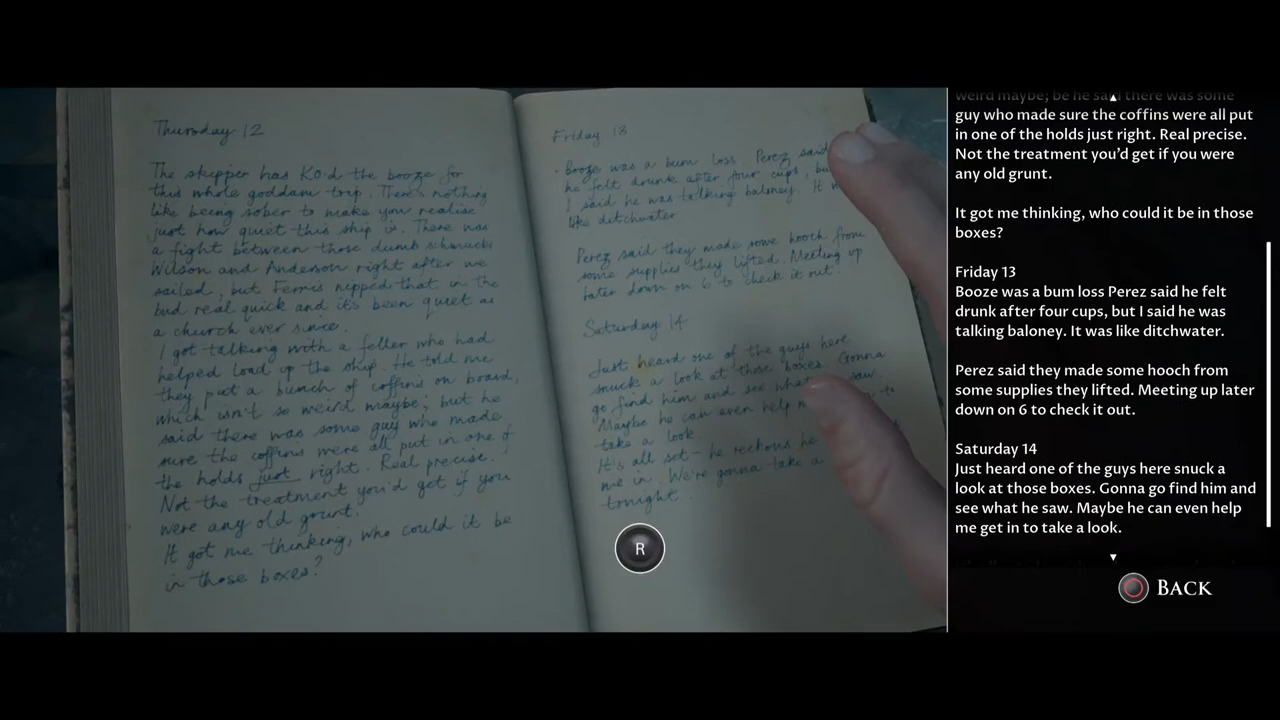 Thursday 12
The skipper has KO'd the booze for
this whole goddam trip. There's nothing
like being sober to make you realise
just how quiet this ship is. There was
a fight between those dumb schmucks
Wilson and Anderson right after we
sailed, but Ferris nipped that in the
bud real quick and it's been quiet as
a church ever since.
I got talking with a feller who had
helped load up the ship. He told me
they put a bunch of coffins on board,
which isn't so weird maybe; but he
said there was some guy who made
sure the coffins were all put in one of
the holds just right. Real precise.
Not the treatment you'd get if you
were any old grunt.
It got me thinking, who could it be
in those boxes?
Friday 13
Booze was a bum loss. Perez said
he felt drunk after four cups, bu
I said he was talking baloney. It
like ditchwater
Perez said they made some hooch from
some supplies they lifted. Meeting up
later down on 6 to check it out.
Saturday 14
Just heard one of the guys here
snuck a look at those boxes. Gonna
go find him and see what saw.
Maybe he can even help to
take a look.
It's all set - he reckons he
me in. We're gonna take a
tonight.
R
weird maybe; be he said there was some
guy who made sure the coffins were all put
in one of the holds just right. Real precise.
Not the treatment you'd get if you were
any old grunt.
It got me thinking, who could it be in those
boxes?
Friday 13
Booze was a bum loss Perez said he felt
drunk after four cups, but I said he was
talking baloney. It was like ditchwater.
Perez said they made some hooch from
some supplies they lifted. Meeting up later
down on 6 to check it out.
Saturday 14
Just heard one of the guys here snuck a
look at those boxes. Gonna go find him and
see what he saw. Maybe he can even help
me get in to take a look.
BACK